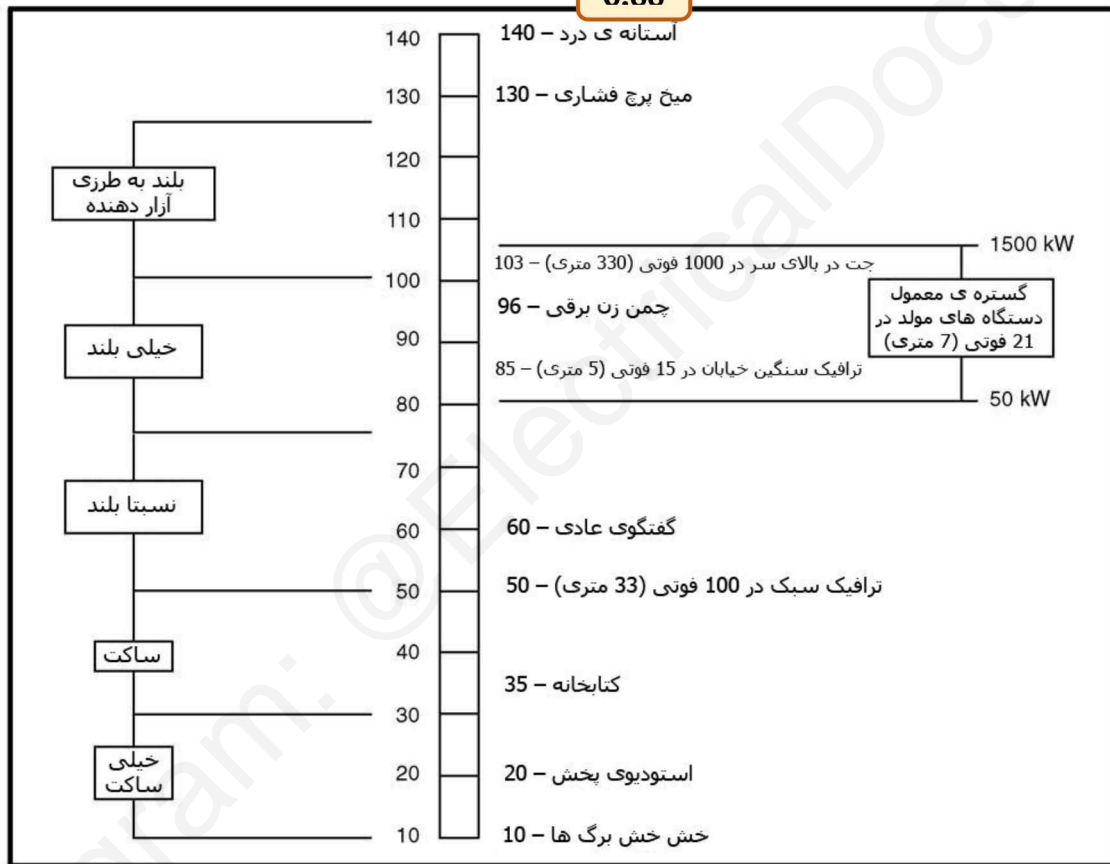 140
130
120
110
100
90
80
70
60
50
40
30
20
10
140 – آستانه ی درد
130 – میخ پرچ فشاری
103 – جت در بالای سر در 1000 فوتی (330 متری)
96 – چمن زن برقی
85 – ترافیک سنگین خیابان در 15 فوتی (5 متری)
60 – گفتگوی عادی
50 – ترافیک سبک در 100 فوتی (33 متری)
35 – کتابخانه
20 – استودیوی پخش
10 – خش خش برگ ها
بلند به طرزی
آزار دهنده
خیلی بلند
نسبتا بلند
ساکت
خیلی
ساکت
1500 kW
گستره ی معمول
دستگاه های مولد در
21 فوتی (7 متری)
50 kW
gram: @ElectricalDoc